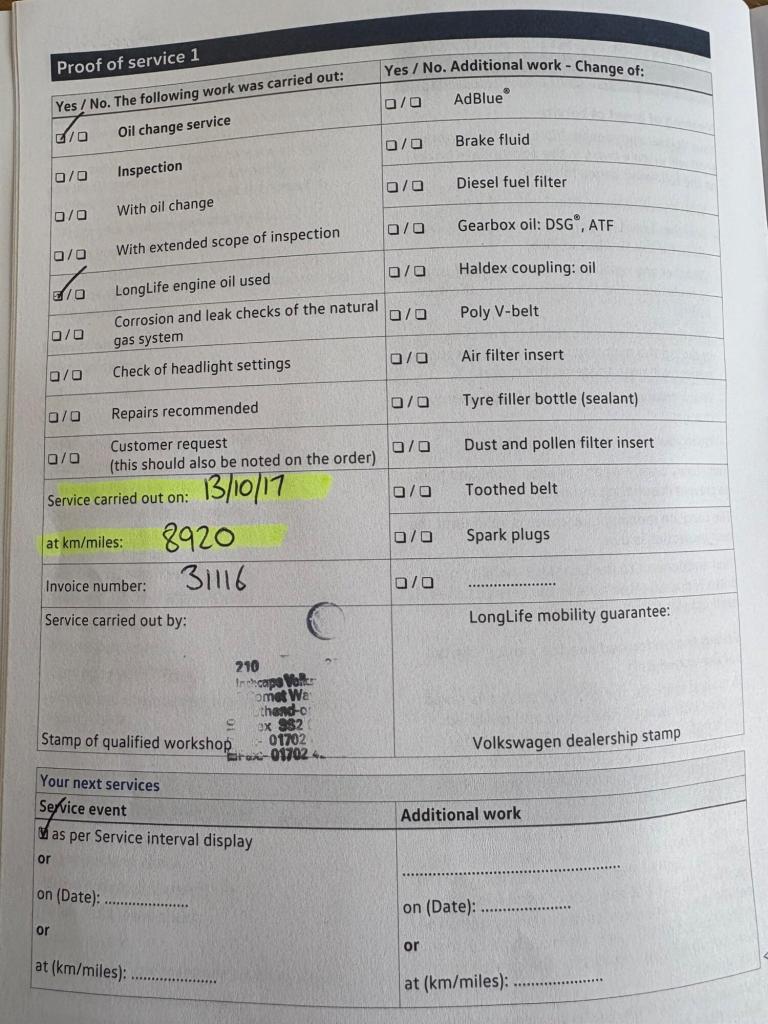 Proof of service 1
Yes / No. The following work was carried out:
☑/☐ Oil change service
☐/☐ Inspection
☐/☐ With oil change
☐/☐ With extended scope of inspection
☑/☐ LongLife engine oil used
☐/☐ Corrosion and leak checks of the natural
gas system
☐/☐ Check of headlight settings
☐/☐ Repairs recommended
☐/☐ Customer request
(this should also be noted on the order)
Service carried out on: 13/10/17
at km/miles: 8920
Invoice number: 31116
Service carried out by:
210
01702
01702
Stamp of qualified workshop
Yes / No. Additional work - Change of:
☐/☐ AdBlue®
☐/☐ Brake fluid
☐/☐ Diesel fuel filter
☐/☐ Gearbox oil: DSG®, ATF
☐/☐ Haldex coupling: oil
☐/☐ Poly V-belt
☐/☐ Air filter insert
☐/☐ Tyre filler bottle (sealant)
☐/☐ Dust and pollen filter insert
☐/☐ Toothed belt
☐/☐ Spark plugs
☐/☐ ......................
LongLife mobility guarantee:
Volkswagen dealership stamp
Your next services
Service event
☑ as per Service interval display
or
on (Date): .....................
or
at (km/miles): .....................
Additional work
.......................................................
on (Date): ......................
or
at (km/miles): ......................